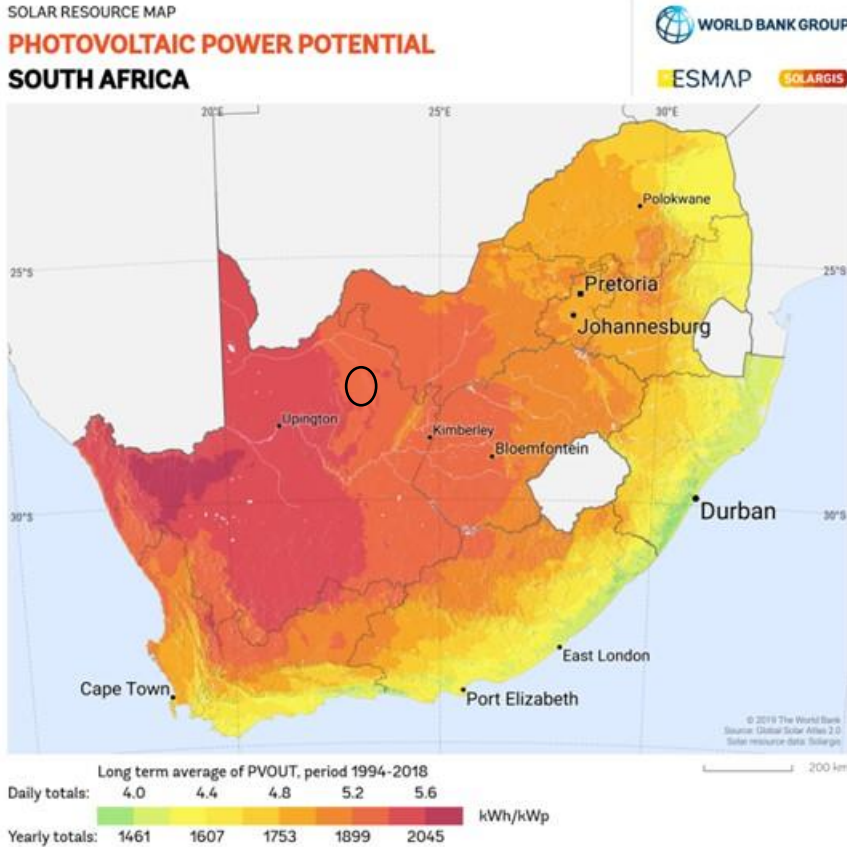 SOLAR RESOURCE MAP
PHOTOVOLTAIC POWER POTENTIAL
SOUTH AFRICA
WORLD BANK GROUP
ESMAP
SOLARGIS
20°E
25°E
30°E
Polokwane
25°S
25°S
Pretoria
Johannesburg
Upington
Kimberley
Bloemfontein
30°S
Durban
30°S
East London
Cape Town
Port Elizabeth
© 2019 The World Bank
Source: Global Solar Atlas 2.0
Solar resource data: Solargis
200 km
Long term average of PVOUT, period 1994-2018
Daily totals: 4.0 4.4 4.8 5.2 5.6
kWh/kWp
Yearly totals: 1461 1607 1753 1899 2045